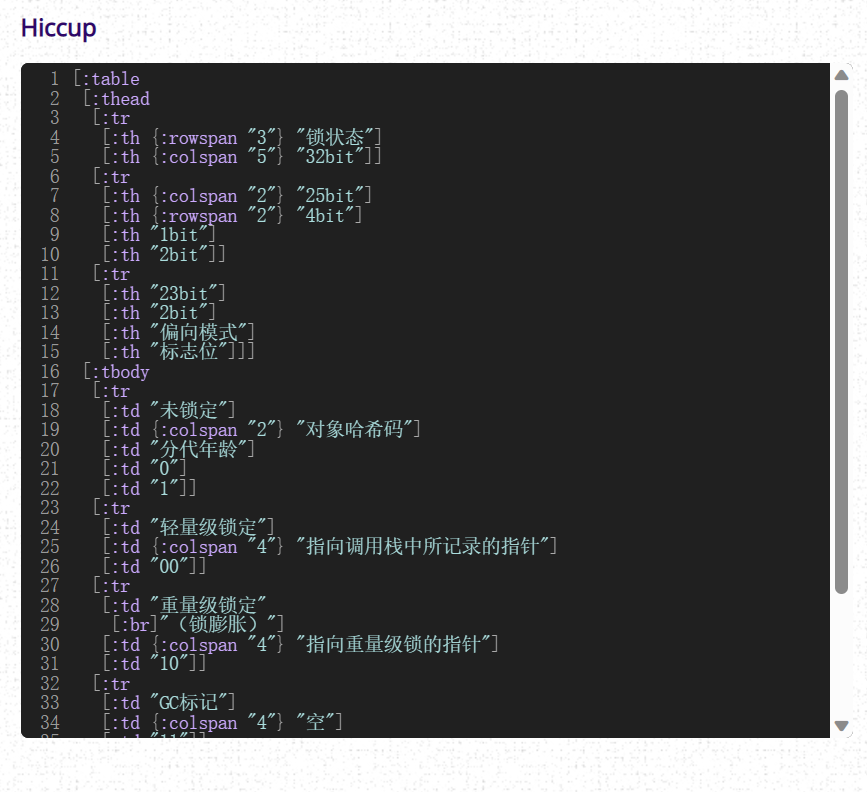 Hiccup
1 [:table
2  [:thead
3   [:tr
4    [:th {:rowspan "3"} "锁状态"]
5    [:th {:colspan "5"} "32bit"]]
6   [:tr
7    [:th {:colspan "2"} "25bit"]
8    [:th {:rowspan "2"} "4bit"]
9    [:th "1bit"]
10    [:th "2bit"]]
11   [:tr
12    [:th "23bit"]
13    [:th "2bit"]
14    [:th "偏向模式"]
15    [:th "标志位"]]]
16  [:tbody
17   [:tr
18    [:td "未锁定"]
19    [:td {:colspan "2"} "对象哈希码"]
20    [:td "分代年龄"]
21    [:td "0"]
22    [:td "1"]]
23   [:tr
24    [:td "轻量级锁定"]
25    [:td {:colspan "4"} "指向调用栈中所记录的指针"]
26    [:td "00"]]
27   [:tr
28    [:td "重量级锁定"
29     [:br]"（锁膨胀）"]
30    [:td {:colspan "4"} "指向重量级锁的指针"]
31    [:td "10"]]
32   [:tr
33    [:td "GC标记"]
34    [:td {:colspan "4"} "空"]